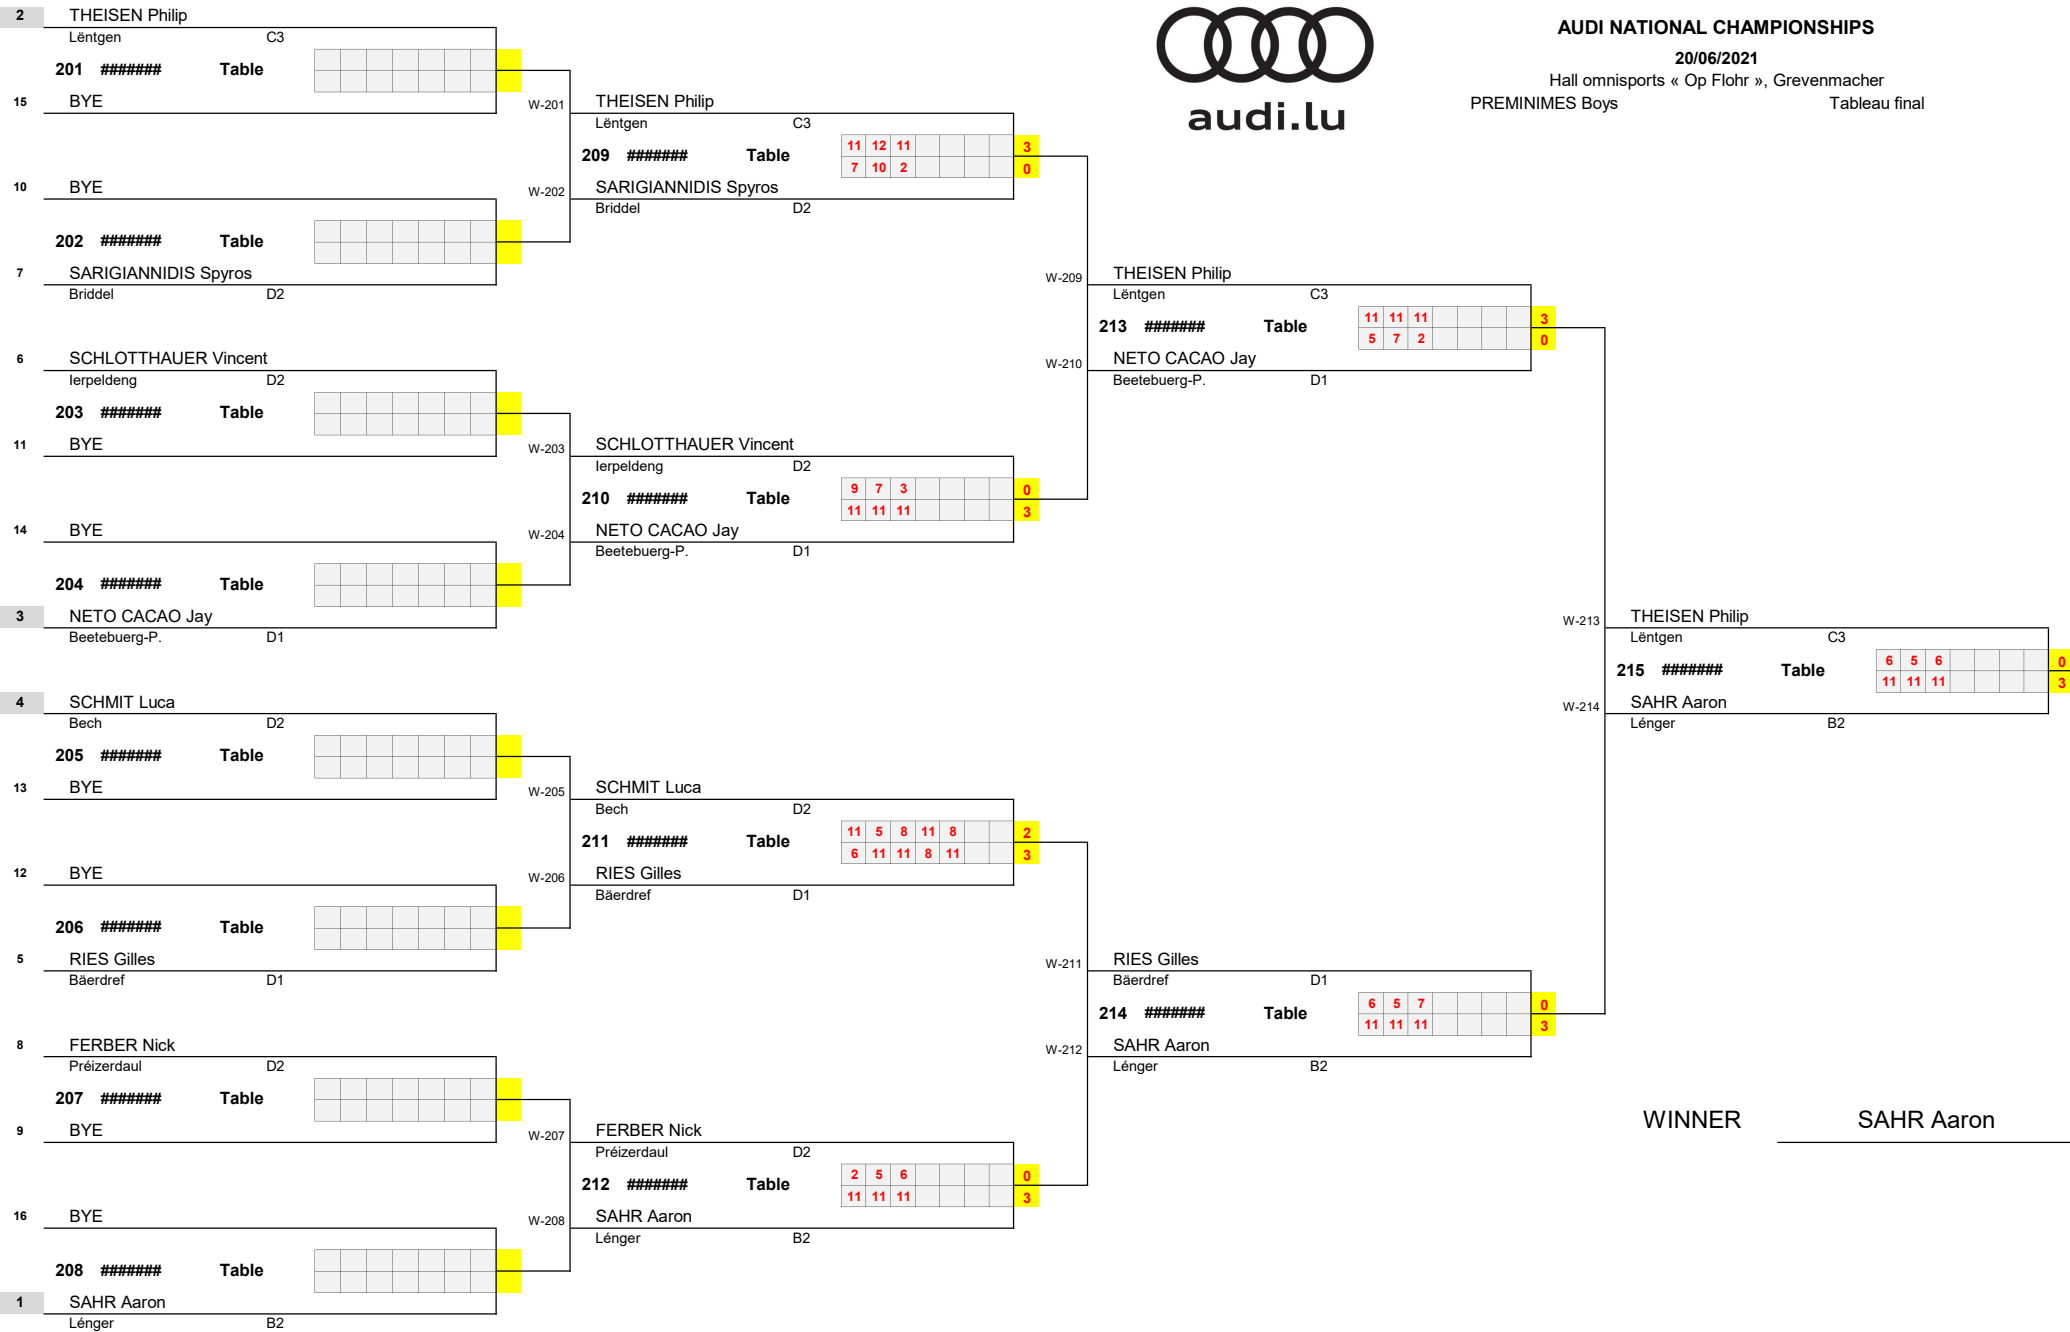 audi.lu
AUDI NATIONAL CHAMPIONSHIPS
20/06/2021
Hall omnisports « Op Flohr », Grevenmacher
PREMINIMES Boys Tableau final
2 THEISEN Philip
Lëntgen C3
201 ####### Table
15 BYE
10 BYE
202 ####### Table
7 SARIGIANNIDIS Spyros
Briddel D2
6 SCHLOTTHAUER Vincent
Ierpeldeng D2
203 ####### Table
11 BYE
14 BYE
204 ####### Table
3 NETO CACAO Jay
Beetebuerg-P. D1
4 SCHMIT Luca
Bech D2
205 ####### Table
13 BYE
12 BYE
206 ####### Table
5 RIES Gilles
Bäerdref D1
8 FERBER Nick
Préizerdaul D2
207 ####### Table
9 BYE
16 BYE
208 ####### Table
1 SAHR Aaron
Lénger B2
W-201 THEISEN Philip
Lëntgen C3
11 12 11 3
209 ####### Table
7 10 2 0
W-202 SARIGIANNIDIS Spyros
Briddel D2
W-203 SCHLOTTHAUER Vincent
Ierpeldeng D2
9 7 3 0
210 ####### Table
11 11 11 3
W-204 NETO CACAO Jay
Beetebuerg-P. D1
W-205 SCHMIT Luca
Bech D2
11 5 8 11 8 2
211 ####### Table
6 11 11 8 11 3
W-206 RIES Gilles
Bäerdref D1
W-207 FERBER Nick
Préizerdaul D2
2 5 6 0
212 ####### Table
11 11 11 3
W-208 SAHR Aaron
Lénger B2
W-209 THEISEN Philip
Lëntgen C3
11 11 11 3
213 ####### Table
5 7 2 0
W-210 NETO CACAO Jay
Beetebuerg-P. D1
W-211 RIES Gilles
Bäerdref D1
6 5 7 0
214 ####### Table
11 11 11 3
W-212 SAHR Aaron
Lénger B2
W-213 THEISEN Philip
Lëntgen C3
6 5 6 0
215 ####### Table
11 11 11 3
W-214 SAHR Aaron
Lénger B2
WINNER SAHR Aaron